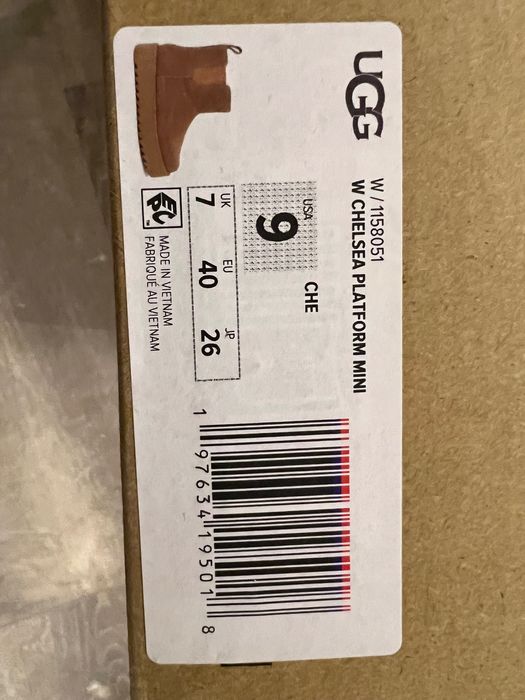 UGG
W / 1158051
W CHELSEA PLATFORM MINI
USA
9
CHE
UK EU JP
7 40 26
EPC
MADE IN VIETNAM
FABRIQUÉ AU VIETNAM
1 97634 19501 8